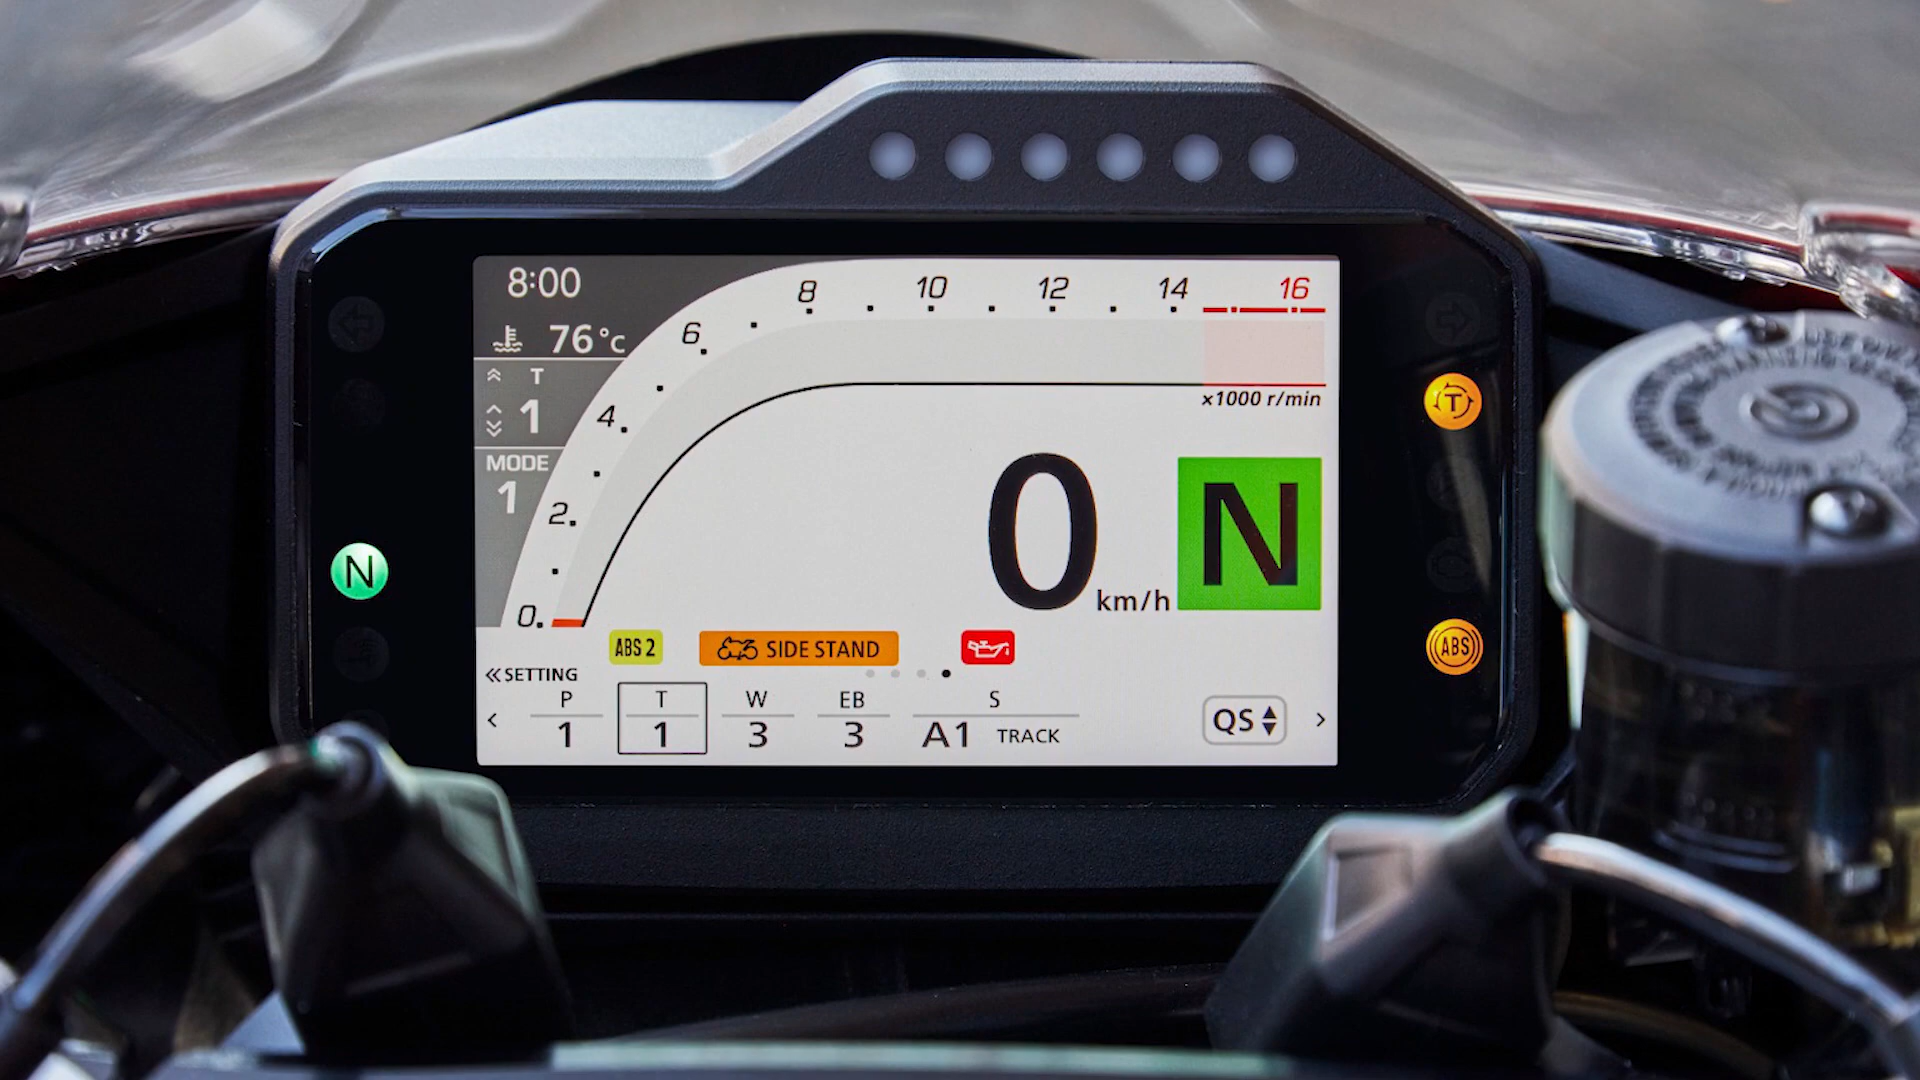 8:00
76°C
T
1
MODE
1
0. 2. 4. 6. 8 10 12 14 16
×1000 r/min
0 km/h
N
N
T
ABS
ABS 2
SIDE STAND
SETTING
P T W EB S
1 1 3 3 A1 TRACK
QS